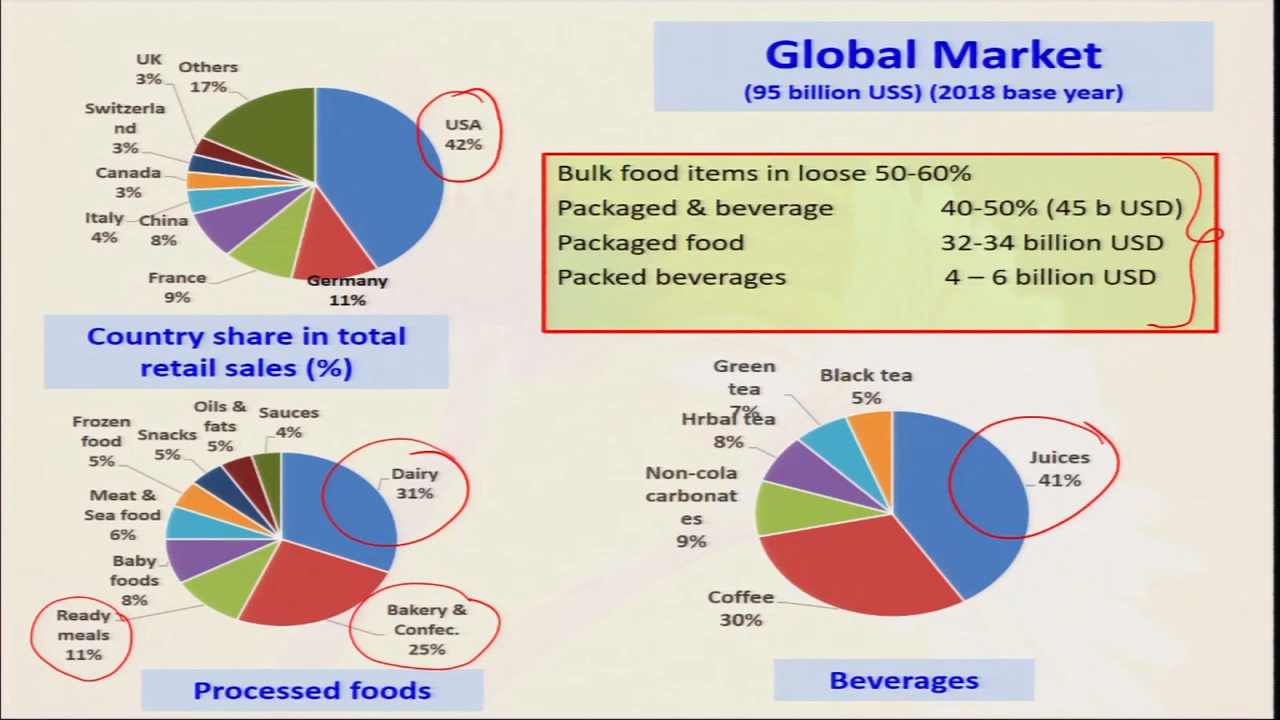 Global Market
(95 billion USS) (2018 base year)
UK
3%
Others
17%
Switzerla
nd
3%
Canada
3%
Italy
4%
China
8%
France
9%
Germany
11%
USA
42%
Country share in total
retail sales (%)
Bulk food items in loose 50-60%
Packaged & beverage 40-50% (45 b USD)
Packaged food 32-34 billion USD
Packed beverages 4 – 6 billion USD
Frozen
food
5%
Snacks
5%
Oils &
fats
5%
Sauces
4%
Dairy
31%
Meat &
Sea food
6%
Baby
foods
8%
Ready
meals
11%
Bakery &
Confec.
25%
Processed foods
Green
tea
7%
Black tea
5%
Hrbal tea
8%
Non-cola
carbonat
es
9%
Juices
41%
Coffee
30%
Beverages